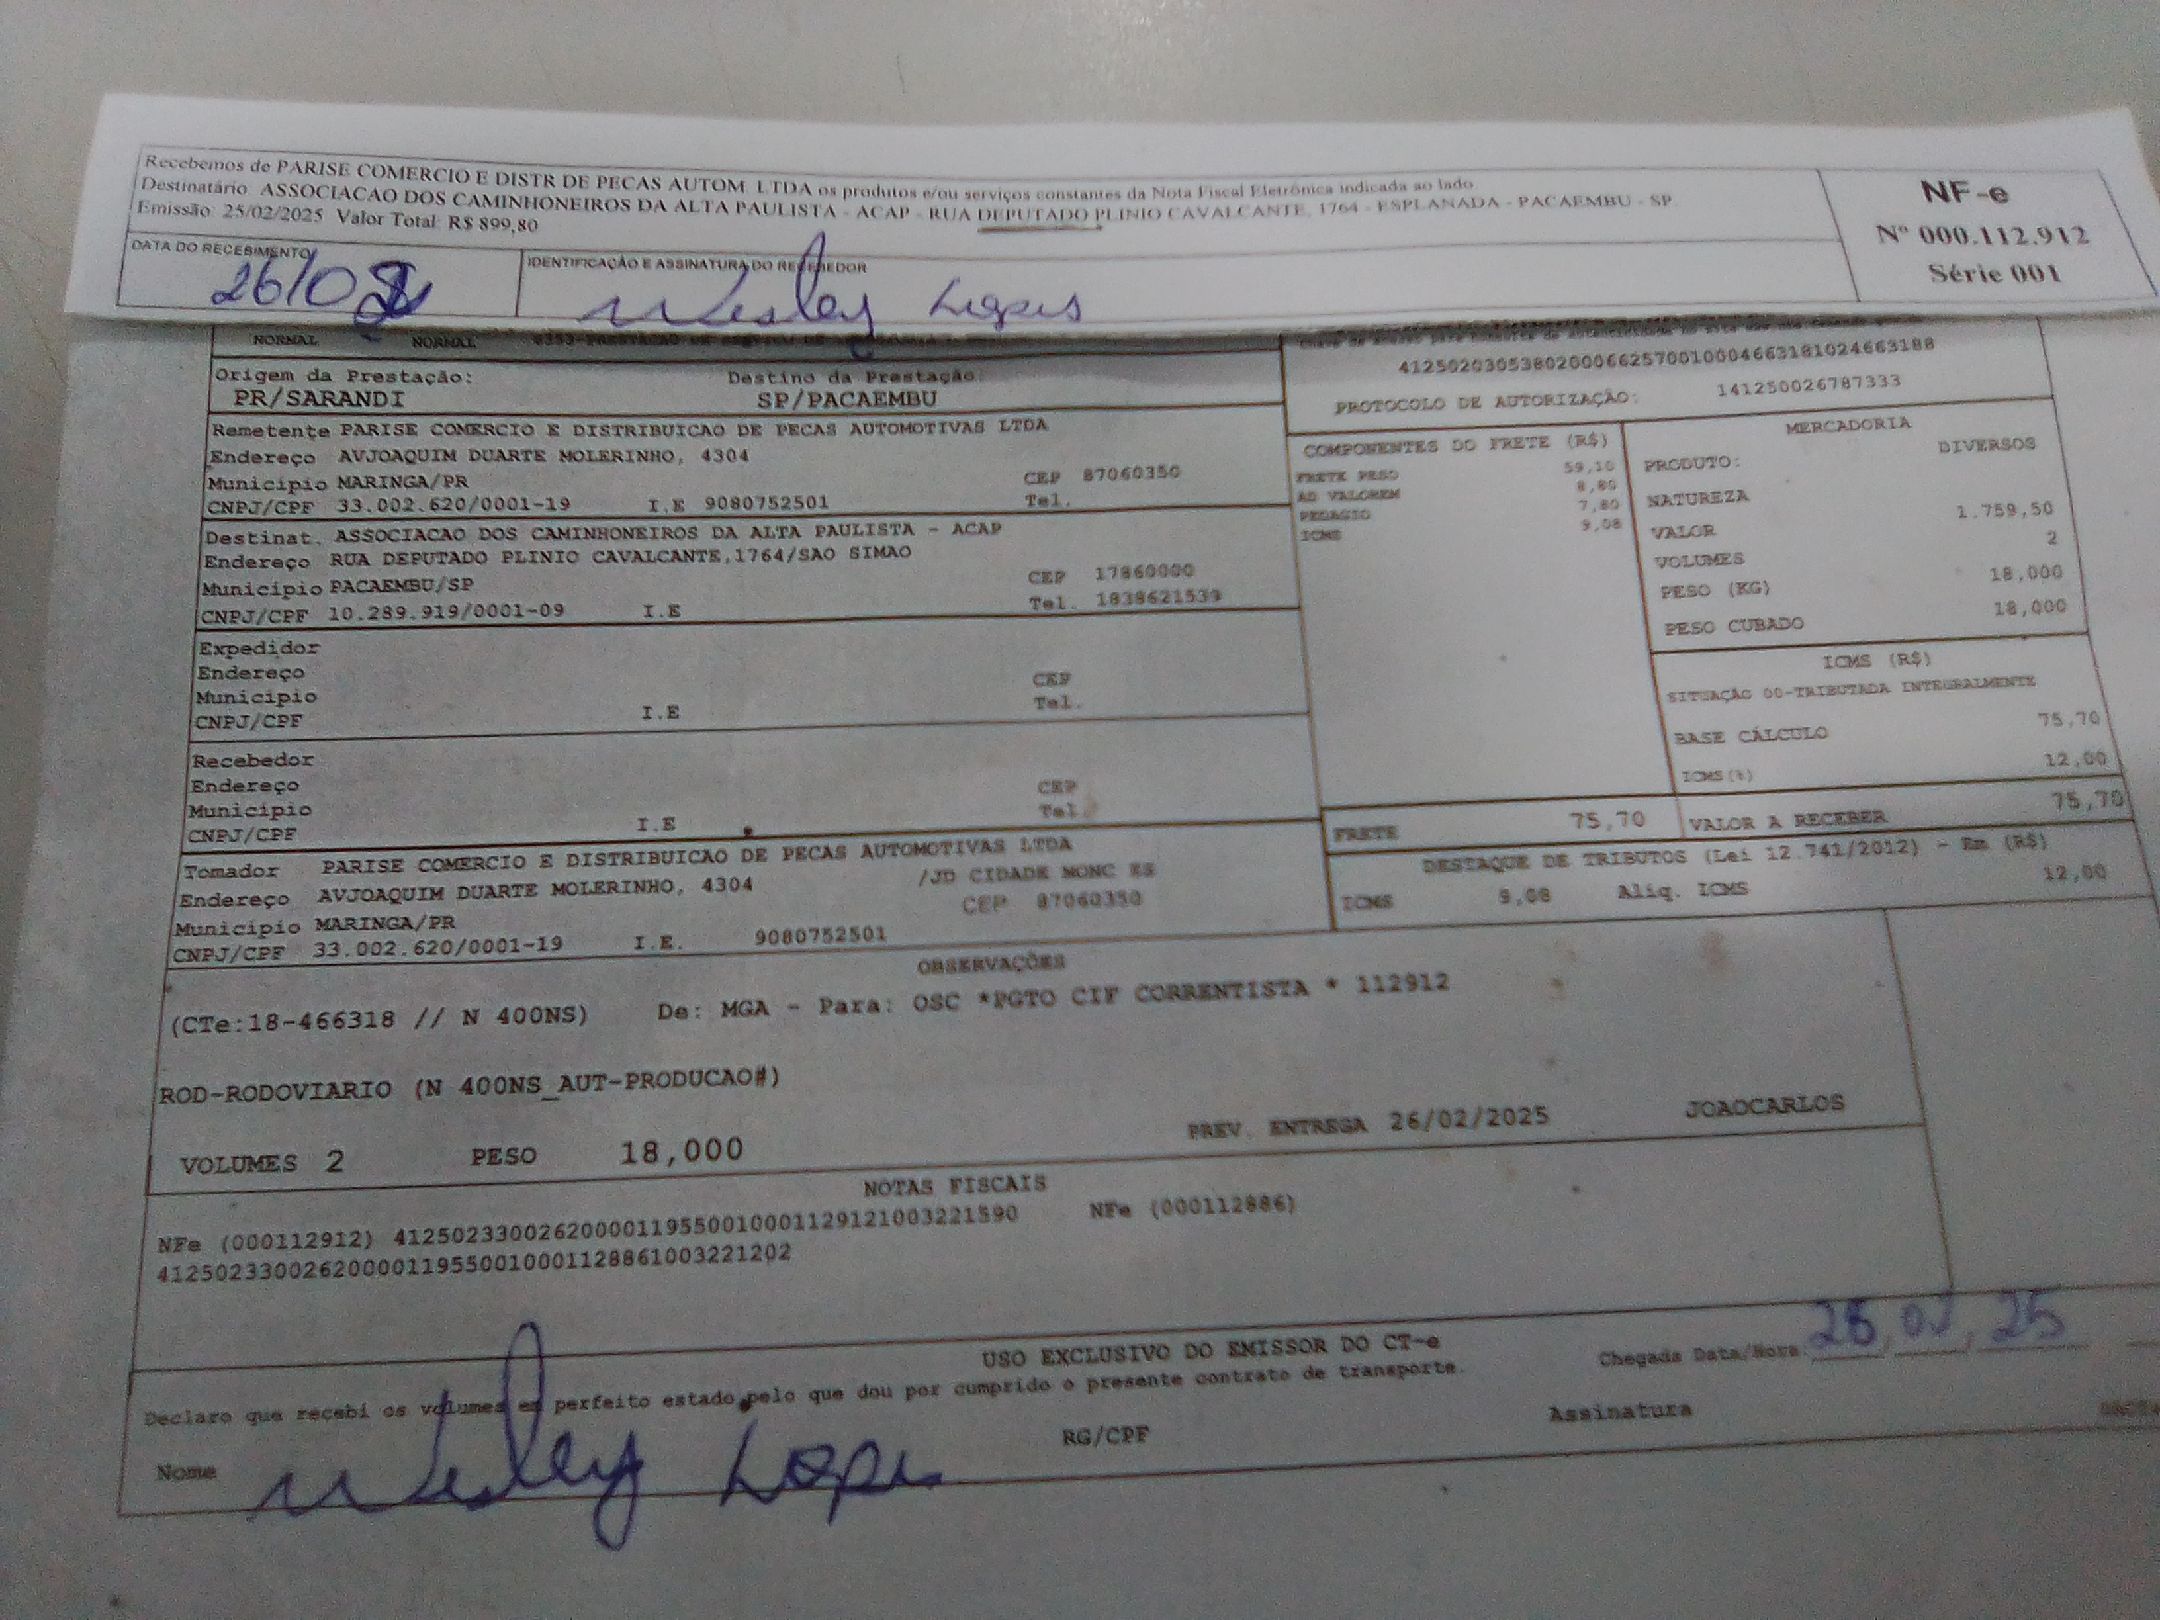 Recebemos de PARISE COMERCIO E DISTR DE PECAS AUTOM. LTDA os produtos e/ou serviços constantes da Nota Fiscal Eletrônica indicada ao lado
Destinatário: ASSOCIACAO DOS CAMINHONEIROS DA ALTA PAULISTA - ACAP - RUA DEPUTADO PLINIO CAVALCANTE, 1764 - ESPLANADA - PACAEMBU - SP.
Emissão: 25/02/2025 Valor Total: R$ 899,80
NF-e
Nº 000.112.912
Série 001
DATA DO RECEBIMENTO
26/02
IDENTIFICAÇÃO E ASSINATURA DO RECEBEDOR
Wesley Lopes
NORMAL NORMAL
41250203053802000662570010004663181024663188
PROTOCOLO DE AUTORIZAÇÃO: 141250026787333
Origem da Prestação: Destino da Prestação:
PR/SARANDI SP/PACAEMBU
Remetente PARISE COMERCIO E DISTRIBUICAO DE PECAS AUTOMOTIVAS LTDA
Endereço AVJOAQUIM DUARTE MOLERINHO, 4304
Município MARINGA/PR CEP 87060350
CNPJ/CPF 33.002.620/0001-19 I.E 9080752501 Tel.
Destinat. ASSOCIACAO DOS CAMINHONEIROS DA ALTA PAULISTA - ACAP
Endereço RUA DEPUTADO PLINIO CAVALCANTE,1764/SAO SIMAO
Município PACAEMBU/SP CEP 17860000
CNPJ/CPF 10.289.919/0001-09 I.E Tel. 1838621539
Expedidor
Endereço
Município CEP
CNPJ/CPF I.E Tel.
Recebedor
Endereço
Município CEP
CNPJ/CPF I.E Tel.
Tomador PARISE COMERCIO E DISTRIBUICAO DE PECAS AUTOMOTIVAS LTDA
Endereço AVJOAQUIM DUARTE MOLERINHO, 4304 /JD CIDADE MONC ES
Município MARINGA/PR CEP 87060350
CNPJ/CPF 33.002.620/0001-19 I.E. 9080752501
COMPONENTES DO FRETE (R$)
FRETE PESO 59,10
AD VALOREM 8,80
PEDAGIO 7,80
ICMS 9,08
MERCADORIA
PRODUTO: DIVERSOS
NATUREZA
VALOR 1.759,50
VOLUMES 2
PESO (KG) 18,000
PESO CUBADO 18,000
ICMS (R$)
SITUAÇÃO 00-TRIBUTADA INTEGRALMENTE
BASE CÁLCULO 75,70
ICMS(%) 12,00
FRETE 75,70 VALOR A RECEBER 75,70
DESTAQUE DE TRIBUTOS (Lei 12.741/2012) - Em (R$)
ICMS 9,08 Aliq. ICMS 12,00
OBSERVAÇÕES
(CTe:18-466318 // N 400NS) De: MGA - Para: OSC *PGTO CIF CORRENTISTA * 112912
ROD-RODOVIARIO (N 400NS_AUT-PRODUCAO#)
VOLUMES 2 PESO 18,000 PREV. ENTREGA 26/02/2025 JOAOCARLOS
NOTAS FISCAIS
NFe (000112912) 41250233002620000119550010001129121003221590 NFe (000112886)
41250233002620000119550010001128861003221202
USO EXCLUSIVO DO EMISSOR DO CT-e
Declaro que recebi os volumes em perfeito estado pelo que dou por cumprido o presente contrato de transporte.
Chegada Data/Hora 26, 02, 25
Nome Wesley Lopes RG/CPF Assinatura